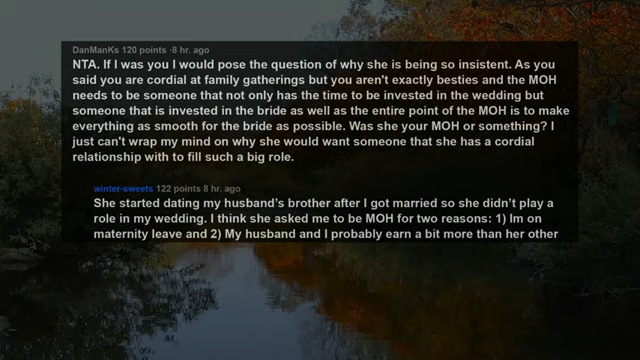 DanManKs 120 points ·8 hr. ago
NTA. If I was you I would pose the question of why she is being so insistent. As you
said you are cordial at family gatherings but you aren't exactly besties and the MOH
needs to be someone that not only has the time to be invested in the wedding but
someone that is invested in the bride as well as the entire point of the MOH is to make
everything as smooth for the bride as possible. Was she your MOH or something? I
just can't wrap my mind on why she would want someone that she has a cordial
relationship with to fill such a big role.
winter-sweets 122 points 8 hr. ago
She started dating my husband's brother after I got married so she didn't play a
role in my wedding. I think she asked me to be MOH for two reasons: 1) Im on
maternity leave and 2) My husband and I probably earn a bit more than her other